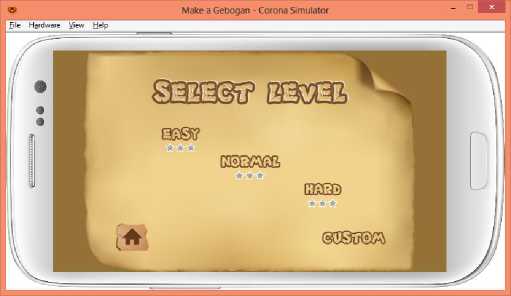 Make a Gebogan - Corona Simulator
File Hardware View Help
SELECT LEVEL
EASY
NORMAL
HARD
CUSTOM